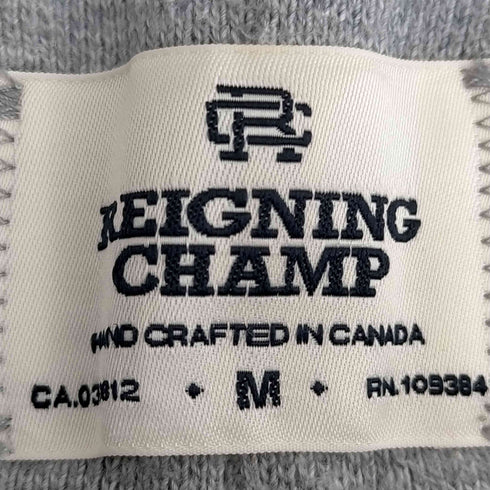 RC
REIGNING
CHAMP
HAND CRAFTED IN CANADA
CA.03812 • M • RN.109384